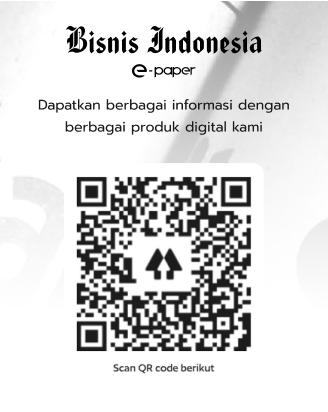 Bisnis Indonesia
e-paper
Dapatkan berbagai informasi dengan
berbagai produk digital kami
Scan QR code berikut